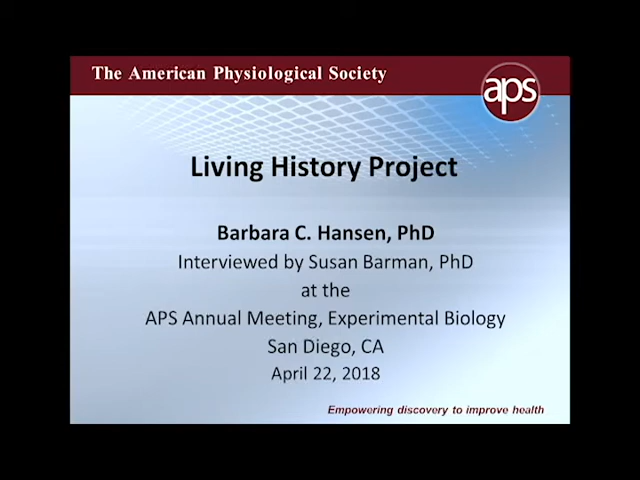 The American Physiological Society
aps
Living History Project
Barbara C. Hansen, PhD
Interviewed by Susan Barman, PhD
at the
APS Annual Meeting, Experimental Biology
San Diego, CA
April 22, 2018
Empowering discovery to improve health